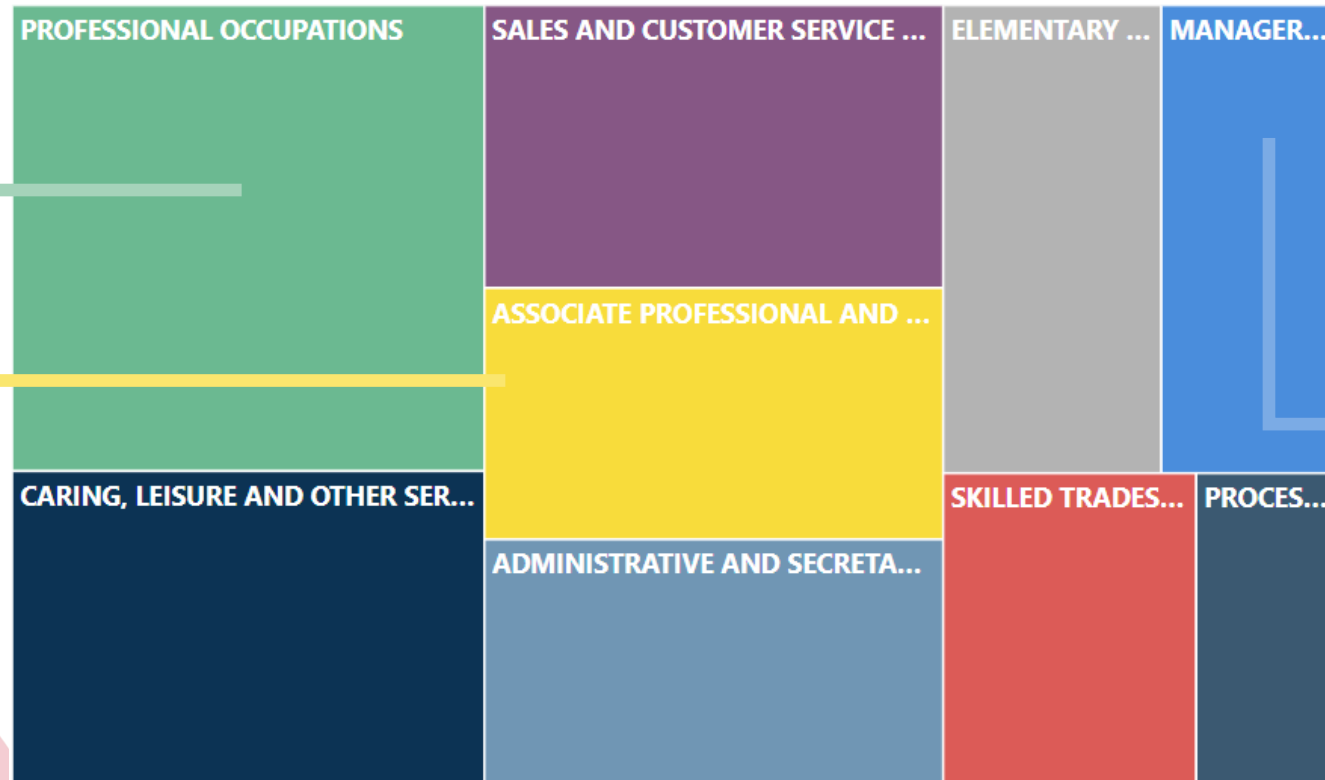 PROFESSIONAL OCCUPATIONS
SALES AND CUSTOMER SERVICE ...
ELEMENTARY ...
MANAGER...
ASSOCIATE PROFESSIONAL AND ...
CARING, LEISURE AND OTHER SER...
SKILLED TRADES...
PROCES...
ADMINISTRATIVE AND SECRETA...